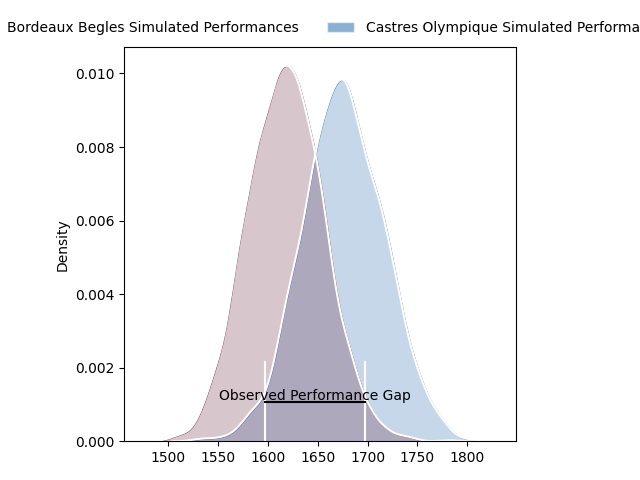 Bordeaux Begles Simulated Performances
Castres Olympique Simulated Performa
0.010
0.008
0.006
0.004
0.002
0.000
Density
Observed Performance Gap
1500 1550 1600 1650 1700 1750 1800